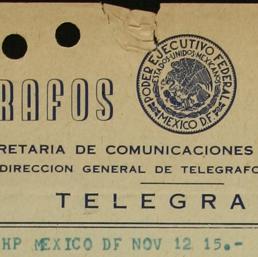 RAFOS
PODER EJECUTIVO FEDERAL
ESTADOS UNIDOS MEXICANOS
MEXICO D.F.
RETARIA DE COMUNICACIONES
DIRECCION GENERAL DE TELEGRAFO
TELEGRA
HP MEXICO DF NOV 12 15.-